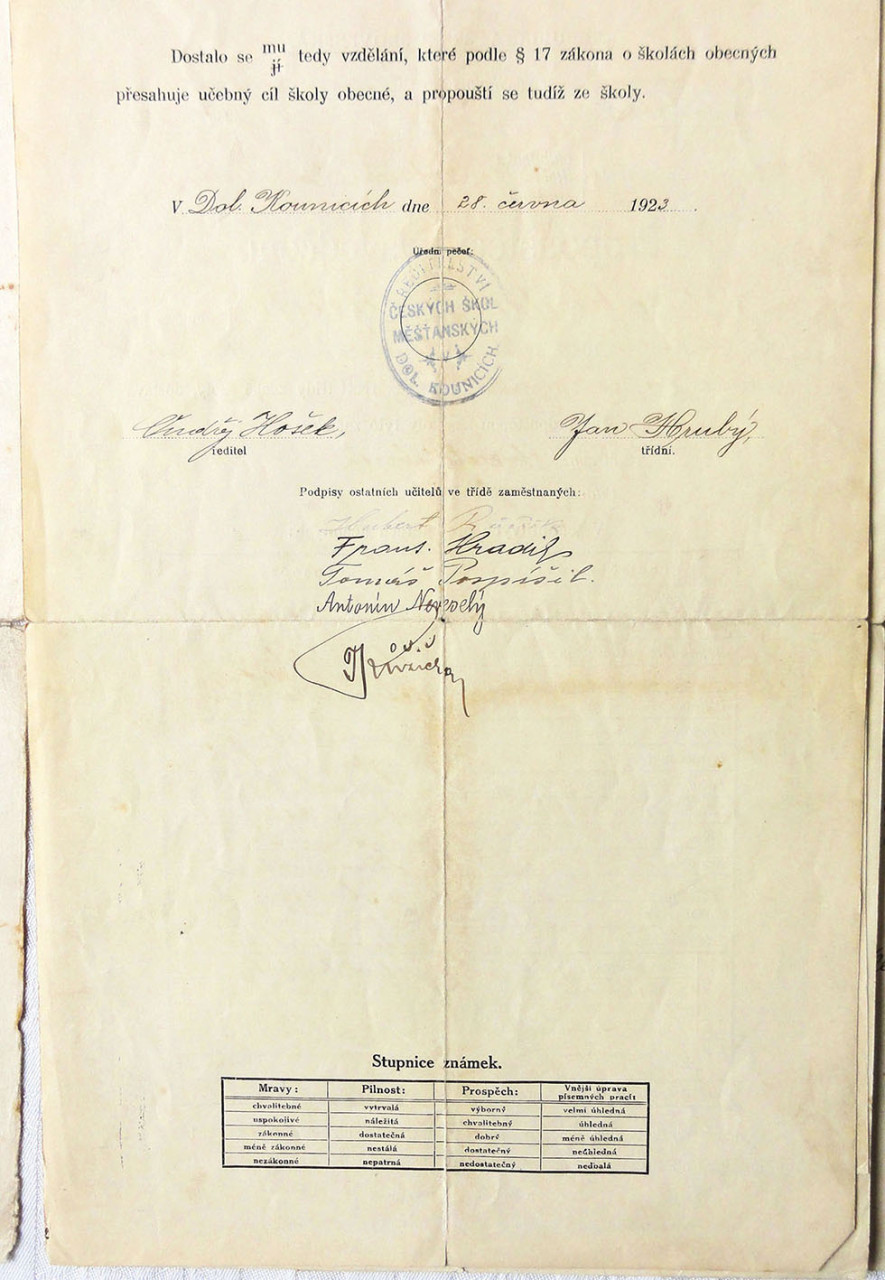 Dostalo se mu jí tedy vzdělání, které podle § 17 zákona o školách obecných
přesahuje učebný cíl školy obecné, a propouští se tudíž ze školy.
V Dol. Kounicích dne 28. června 1923.
Úřední pečeť:
ŘEDITELSTVÍ
ČESKÝCH ŠKOL
MĚŠŤANSKÝCH
V
DOL. KOUNICICH
Ondřej Hošek, Jan Hrubý,
ředitel třídní.
Podpisy ostatních učitelů ve třídě zaměstnaných:
Hubert
Frant. Hradil
Tomáš Pospíšil.
Antonín Neveselý
Stupnice známek.
Mravy: Pilnost: Prospěch: Vnější úprava písemných prací:
chvalitebné vytrvalá výborný velmi úhledná
uspokojivé náležitá chvalitebný úhledná
zákonné dostatečná dobrý méně úhledná
méně zákonné nestálá dostatečný neúhledná
nezákonné nepatrná nedostatečný nedbalá